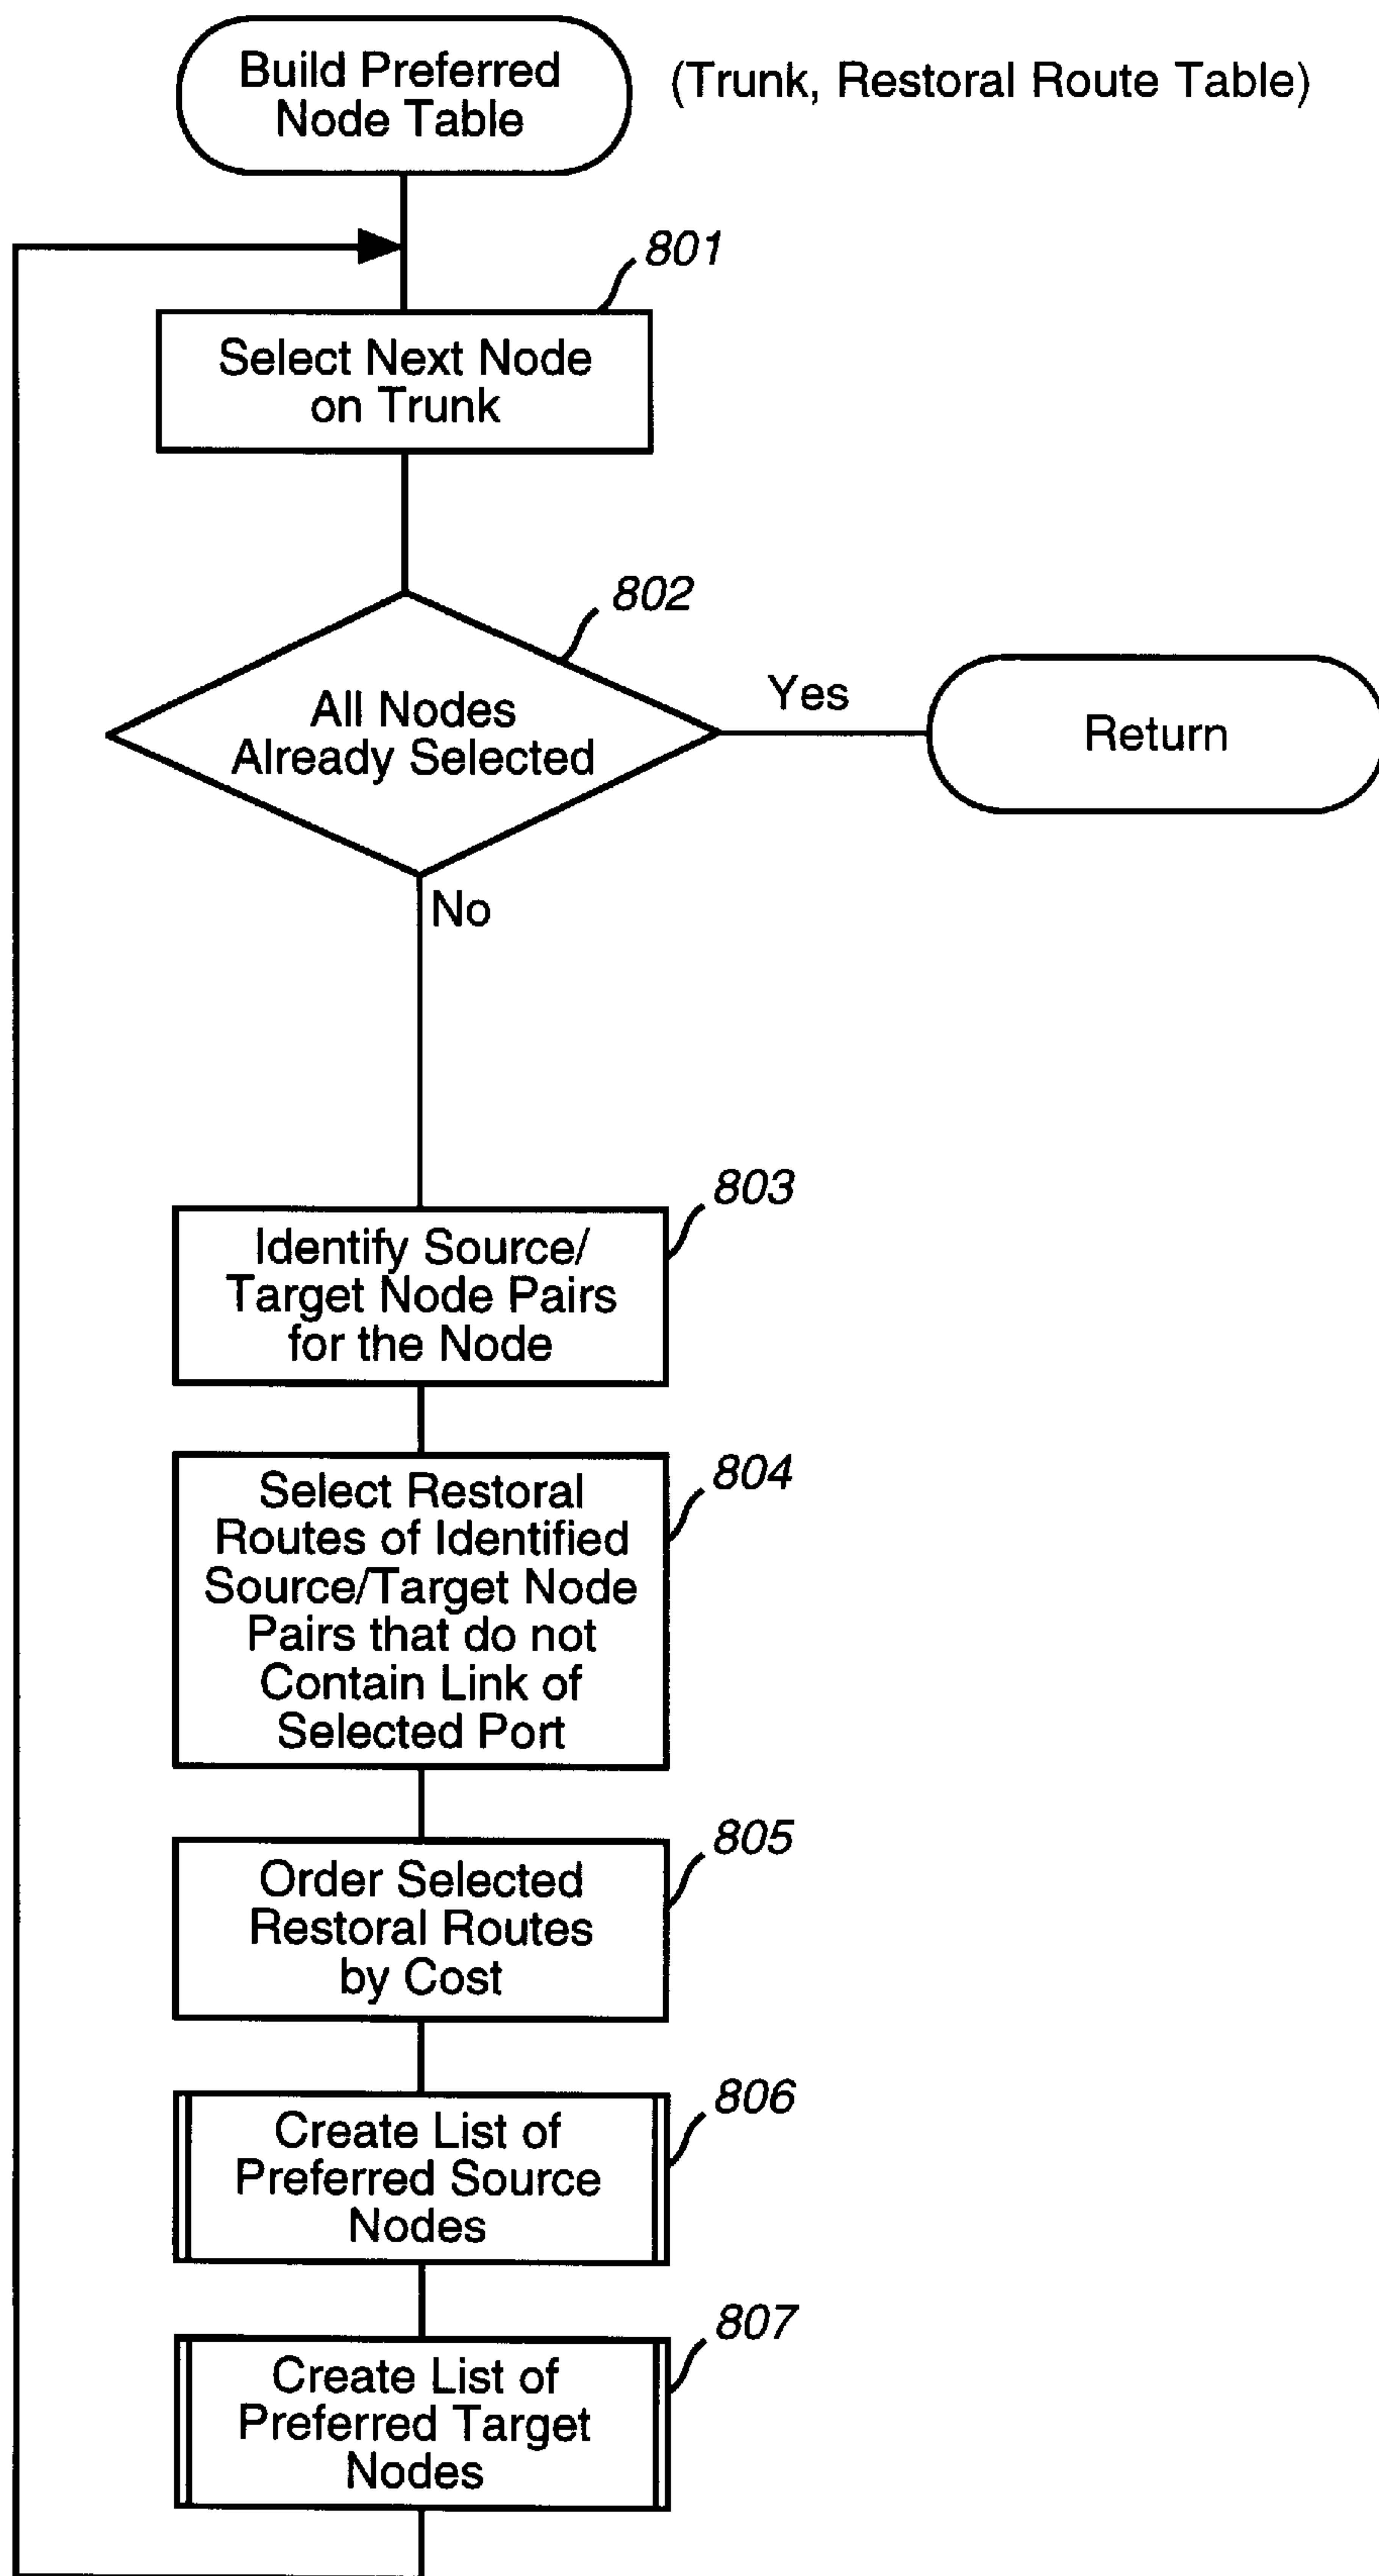 Build Preferred
Node Table
(Trunk, Restoral Route Table)
801
Select Next Node
on Trunk
802
All Nodes
Already Selected
Yes
Return
No
803
Identify Source/
Target Node Pairs
for the Node
804
Select Restoral
Routes of Identified
Source/Target Node
Pairs that do not
Contain Link of
Selected Port
805
Order Selected
Restoral Routes
by Cost
806
Create List of
Preferred Source
Nodes
807
Create List of
Preferred Target
Nodes